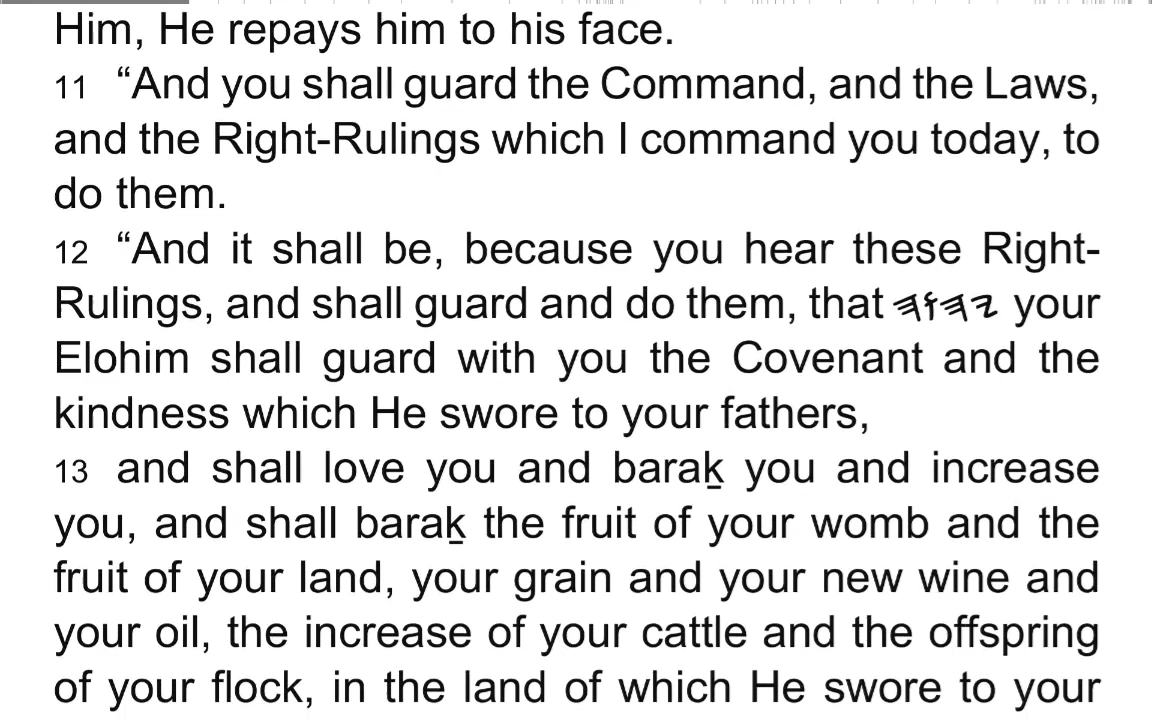 Him, He repays him to his face.
11 “And you shall guard the Command, and the Laws,
and the Right-Rulings which I command you today, to
do them.
12 “And it shall be, because you hear these Right-
Rulings, and shall guard and do them, that 𐤉𐤄𐤅𐤄 your
Elohim shall guard with you the Covenant and the
kindness which He swore to your fathers,
13 and shall love you and baraḵ you and increase
you, and shall baraḵ the fruit of your womb and the
fruit of your land, your grain and your new wine and
your oil, the increase of your cattle and the offspring
of your flock, in the land of which He swore to your